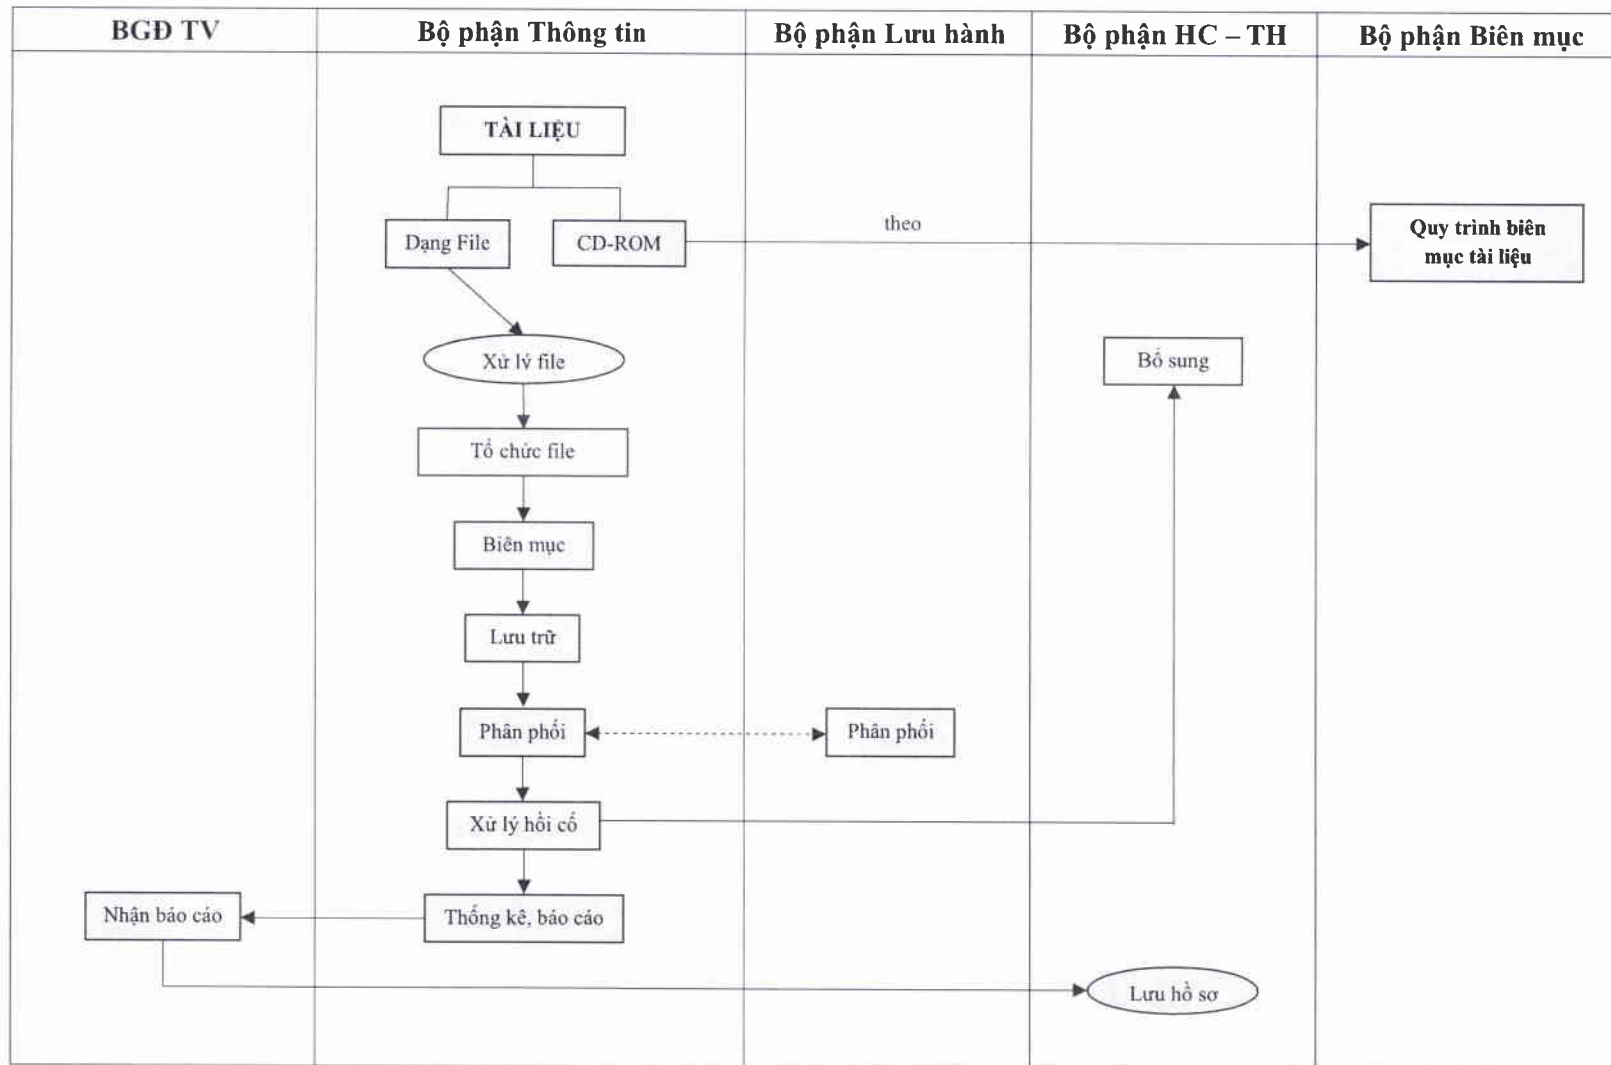 BGĐ TV
Bộ phận Thông tin
Bộ phận Lưu hành
Bộ phận HC – TH
Bộ phận Biên mục
TÀI LIỆU
Dạng File
CD-ROM
theo
Quy trình biên
mục tài liệu
Xử lý file
Bổ sung
Tổ chức file
Biên mục
Lưu trữ
Phân phối
Phân phối
Xử lý hồi cố
Nhận báo cáo
Thống kê, báo cáo
Lưu hồ sơ